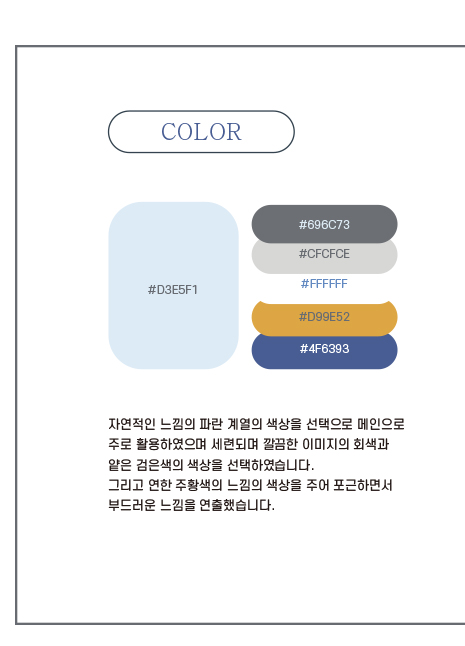 COLOR
#D3E5F1
#696C73
#CFCFCE
#FFFFFF
#D99E52
#4F6393
자연적인 느낌의 파란 계열의 색상을 선택으로 메인으로
주로 활용하였으며 세련되며 깔끔한 이미지의 회색과
얕은 검은색의 색상을 선택하였습니다.
그리고 연한 주황색의 느낌의 색상을 주어 포근하면서
부드러운 느낌을 연출했습니다.